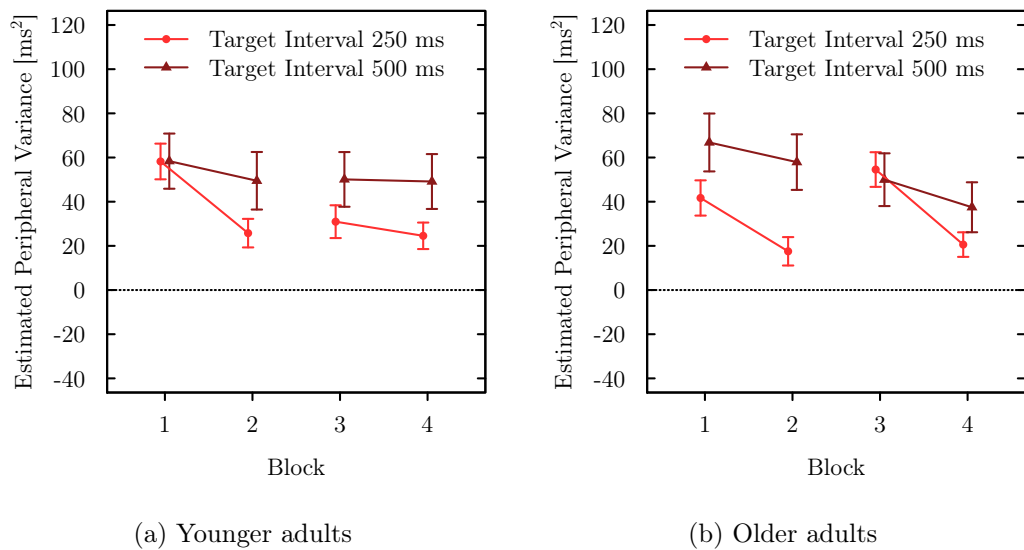 Estimated Peripheral Variance [ms²]
120
100
80
60
40
20
0
-20
-40
Target Interval 250 ms
Target Interval 500 ms
1 2 3 4
Block
(a) Younger adults
Estimated Peripheral Variance [ms²]
120
100
80
60
40
20
0
-20
-40
Target Interval 250 ms
Target Interval 500 ms
1 2 3 4
Block
(b) Older adults